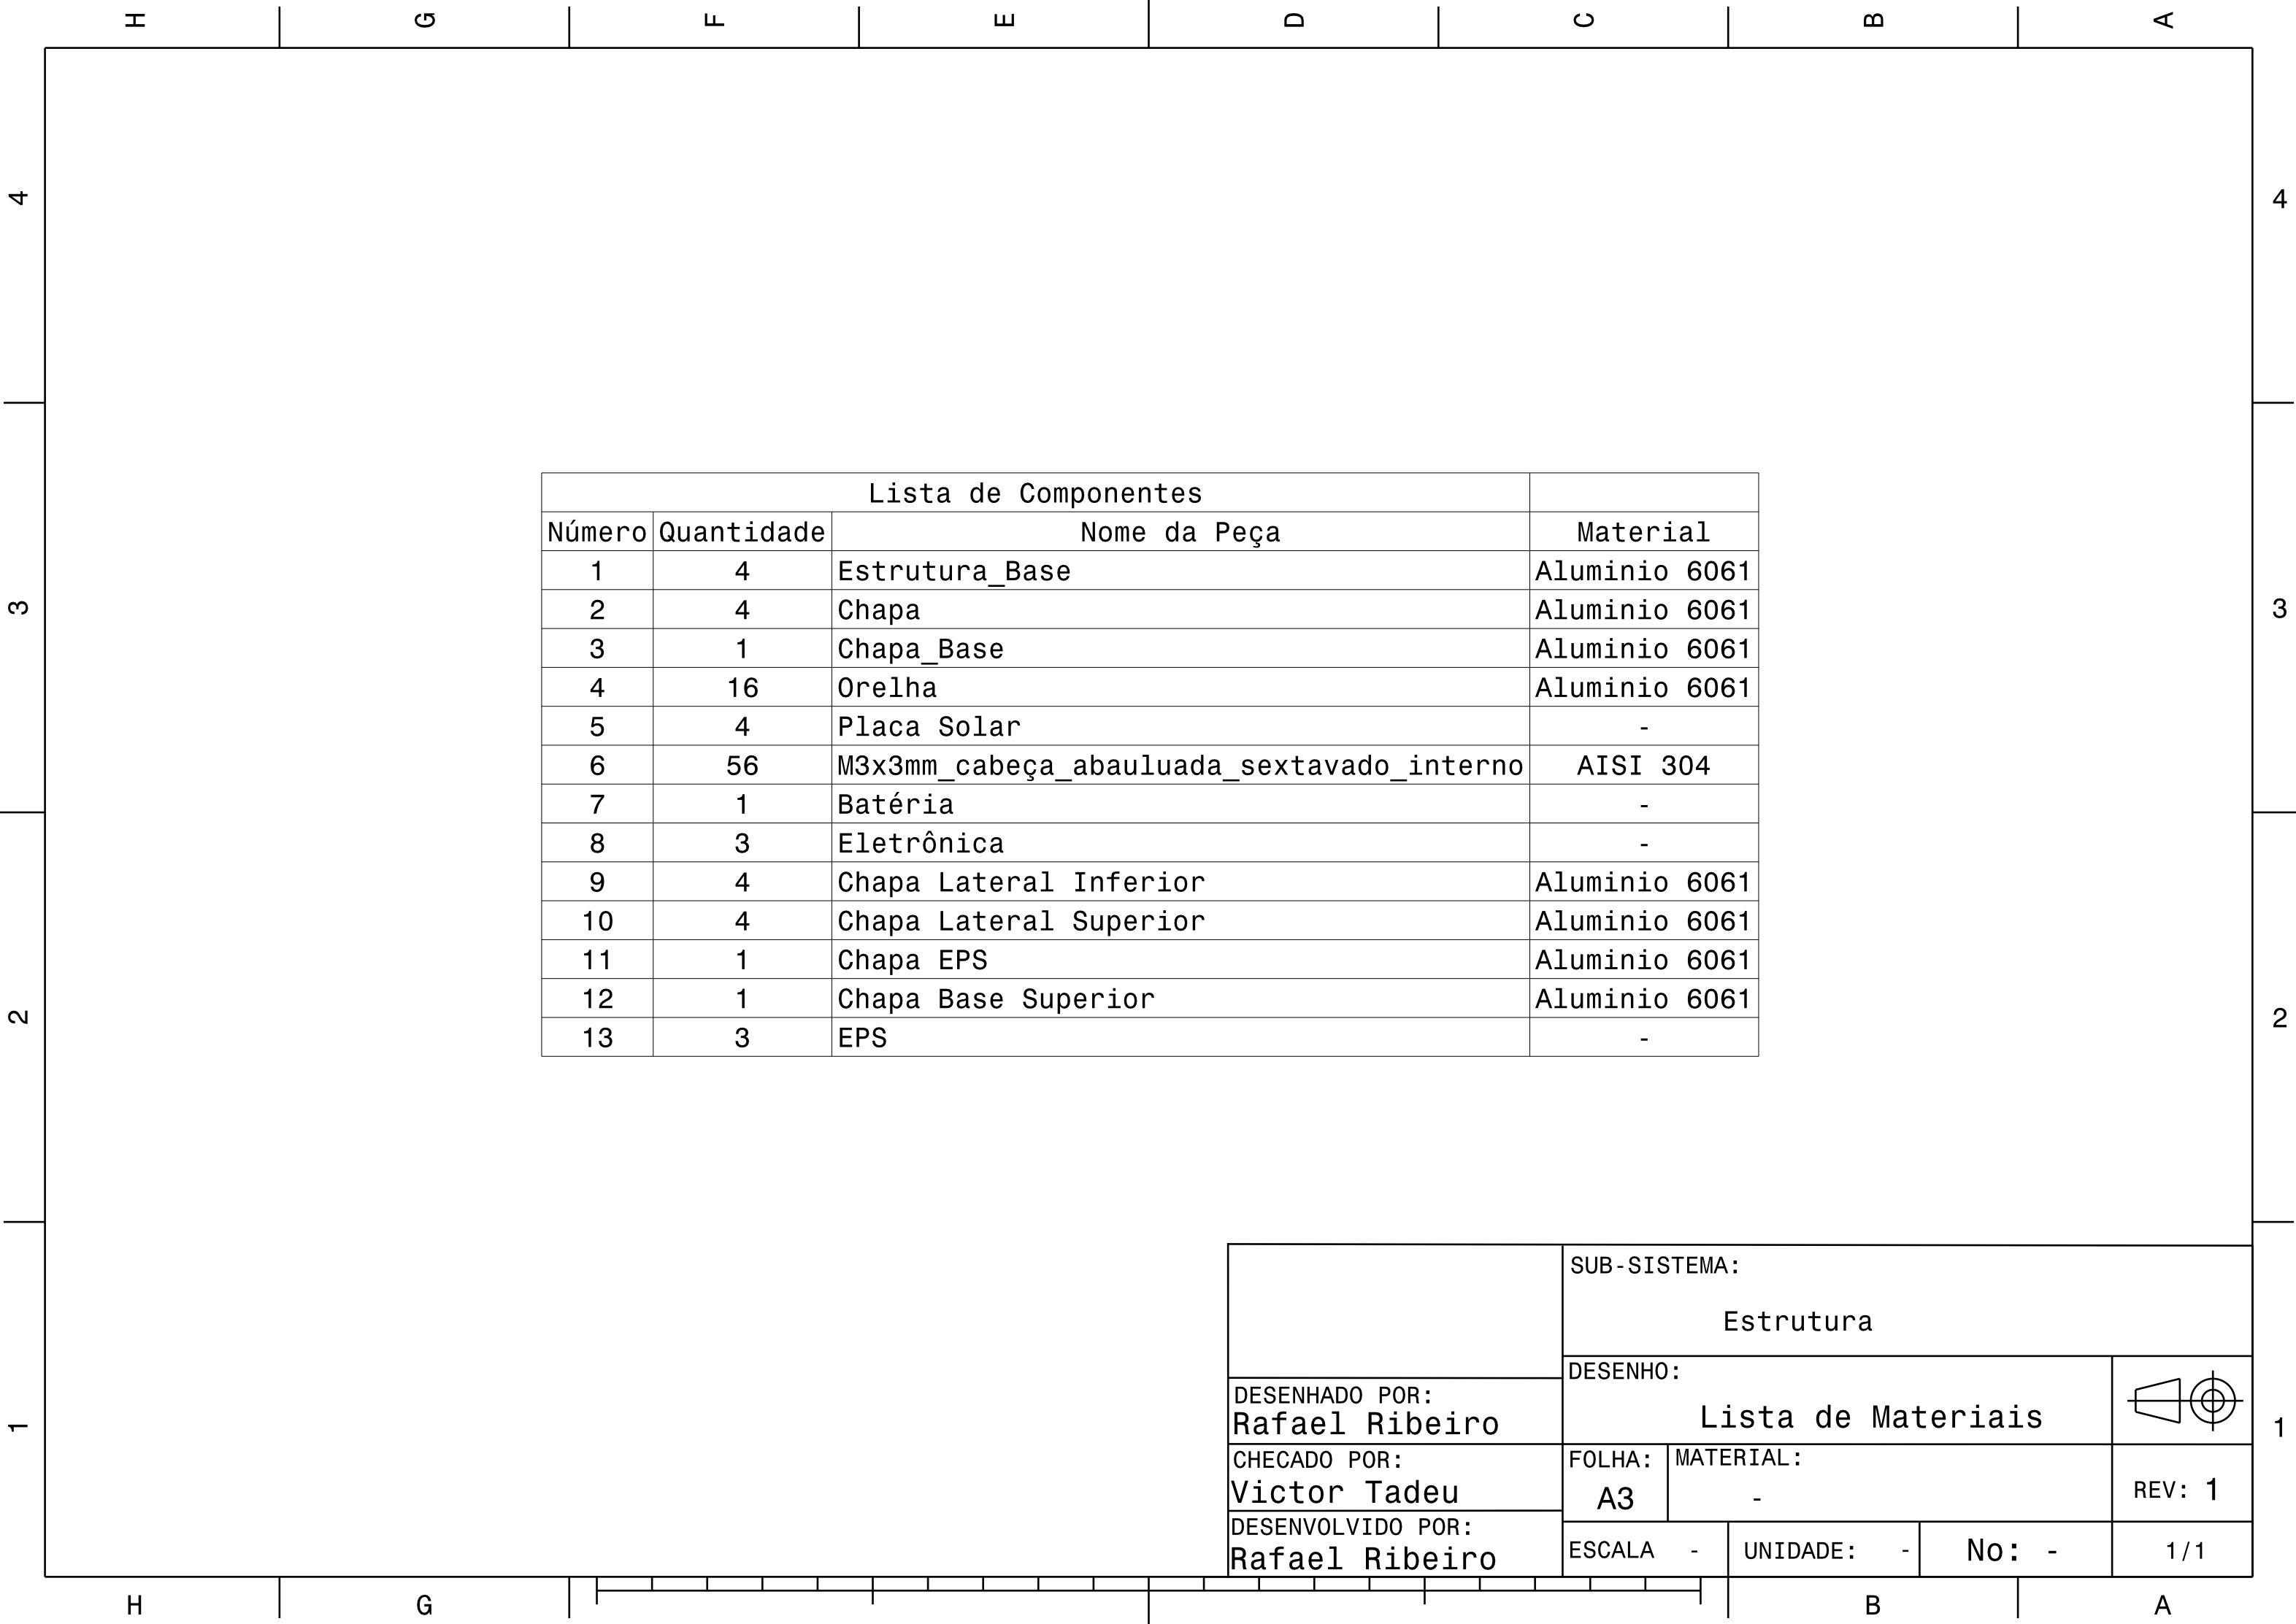 H G F E D C B A
4 4
3 3
2 2
1 1
Lista de Componentes
Número Quantidade Nome da Peça Material
1 4 Estrutura_Base Aluminio 6061
2 4 Chapa Aluminio 6061
3 1 Chapa_Base Aluminio 6061
4 16 Orelha Aluminio 6061
5 4 Placa Solar -
6 56 M3x3mm_cabeça_abauluada_sextavado_interno AISI 304
7 1 Batéria -
8 3 Eletrônica -
9 4 Chapa Lateral Inferior Aluminio 6061
10 4 Chapa Lateral Superior Aluminio 6061
11 1 Chapa EPS Aluminio 6061
12 1 Chapa Base Superior Aluminio 6061
13 3 EPS -
SUB-SISTEMA:
Estrutura
DESENHADO POR:
Rafael Ribeiro
DESENHO:
Lista de Materiais
CHECADO POR:
Victor Tadeu
FOLHA:
A3
MATERIAL:
-
REV: 1
DESENVOLVIDO POR:
Rafael Ribeiro
ESCALA -
UNIDADE: -
No: -
1/1
H G B A